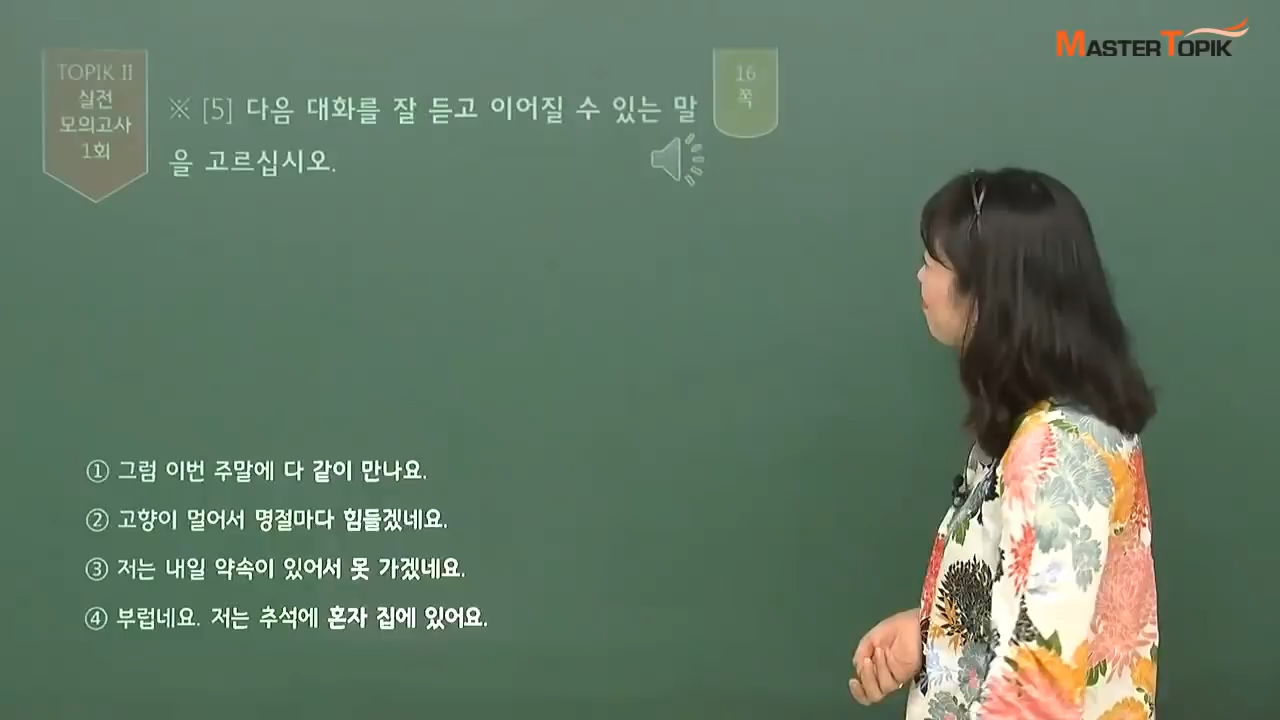 MASTER TOPIK
TOPIK II
실전
모의고사
1회
※ [5] 다음 대화를 잘 듣고 이어질 수 있는 말
을 고르십시오.
16
쪽
① 그럼 이번 주말에 다 같이 만나요.
② 고향이 멀어서 명절마다 힘들겠네요.
③ 저는 내일 약속이 있어서 못 가겠네요.
④ 부럽네요. 저는 추석에 혼자 집에 있어요.